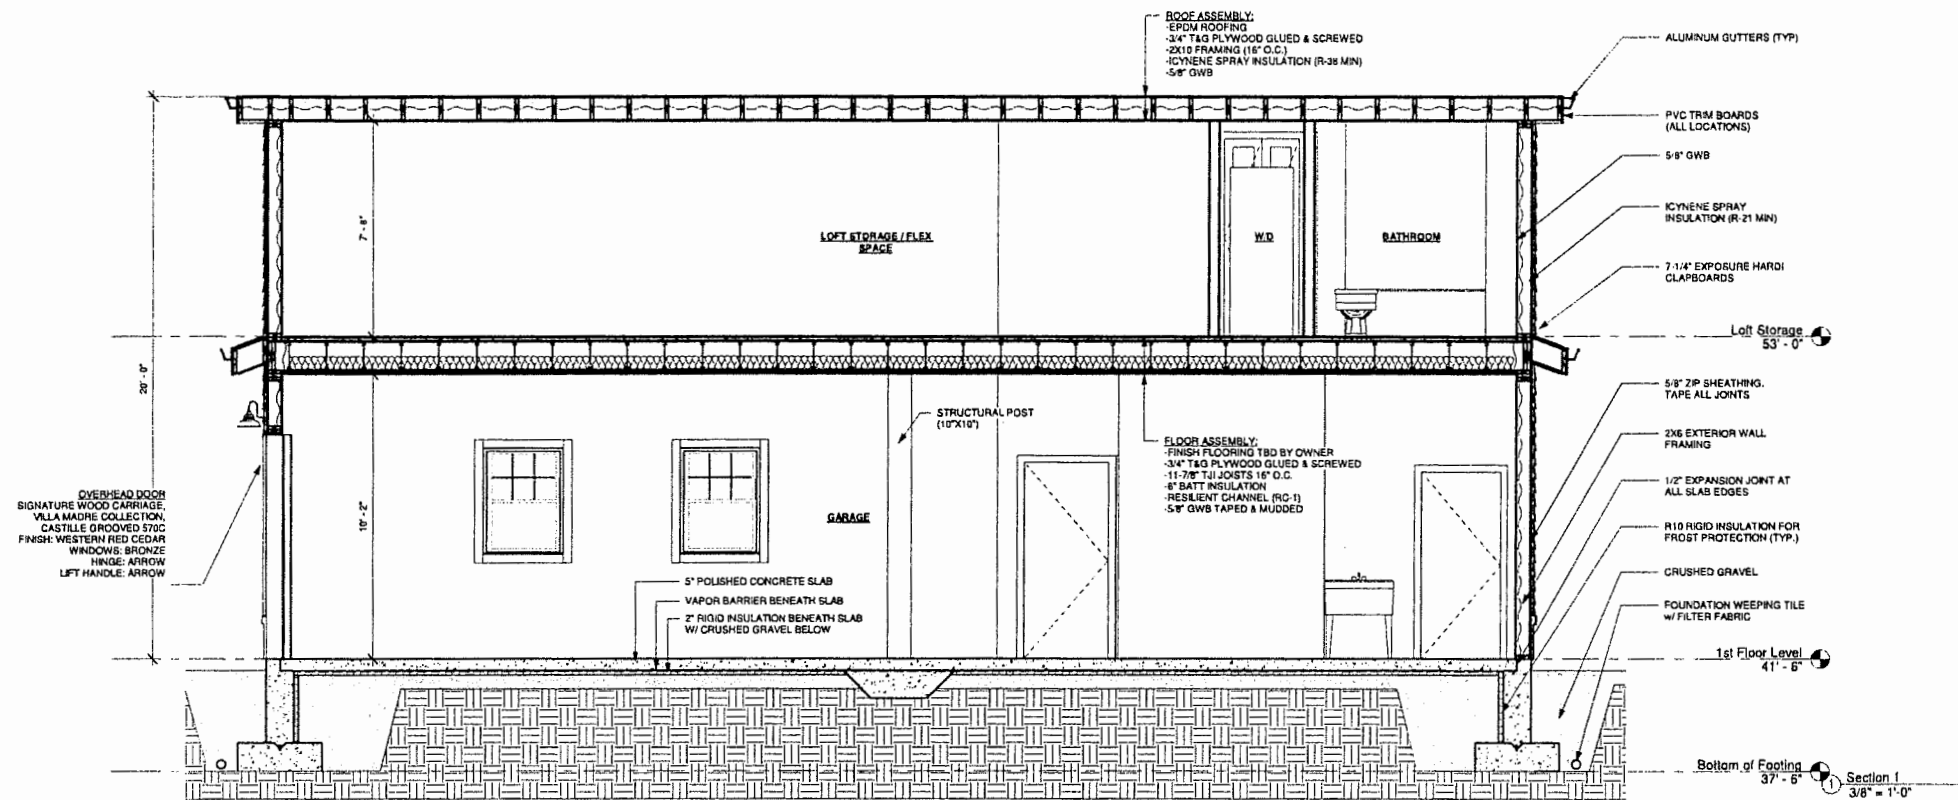 ROOF ASSEMBLY:
-EPDM ROOFING
-3/4" T&G PLYWOOD GLUED & SCREWED
-2X10 FRAMING (16" O.C.)
-ICYNENE SPRAY INSULATION (R-38 MIN)
-5/8" GWB
ALUMINUM GUTTERS (TYP)
PVC TRIM BOARDS
(ALL LOCATIONS)
5/8" GWB
ICYNENE SPRAY
INSULATION (R-21 MIN)
7-1/4" EXPOSURE HARDI
CLAPBOARDS
7' - 8"
LOFT STORAGE / FLEX
SPACE
W/D
BATHROOM
Loft Storage
53' - 0"
20' - 0"
5/8" ZIP SHEATHING.
TAPE ALL JOINTS
2X6 EXTERIOR WALL
FRAMING
1/2" EXPANSION JOINT AT
ALL SLAB EDGES
R10 RIGID INSULATION FOR
FROST PROTECTION (TYP.)
CRUSHED GRAVEL
FOUNDATION WEEPING TILE
w/ FILTER FABRIC
STRUCTURAL POST
(10"X10")
FLOOR ASSEMBLY:
-FINISH FLOORING TBD BY OWNER
-3/4" T&G PLYWOOD GLUED & SCREWED
-11-7/8" TJI JOISTS 16" O.C.
-6" BATT INSULATION
-RESILIENT CHANNEL (RC-1)
-5/8" GWB TAPED & MUDDED
OVERHEAD DOOR
SIGNATURE WOOD CARRIAGE,
VILLA MADRE COLLECTION,
CASTILLE GROOVED 570C
FINISH: WESTERN RED CEDAR
WINDOWS: BRONZE
HINGE: ARROW
LIFT HANDLE: ARROW
10' - 2"
GARAGE
5" POLISHED CONCRETE SLAB
VAPOR BARRIER BENEATH SLAB
2" RIGID INSULATION BENEATH SLAB
W/ CRUSHED GRAVEL BELOW
1st Floor Level
41' - 6"
Bottom of Footing
37' - 6"
1
Section 1
3/8" = 1'-0"